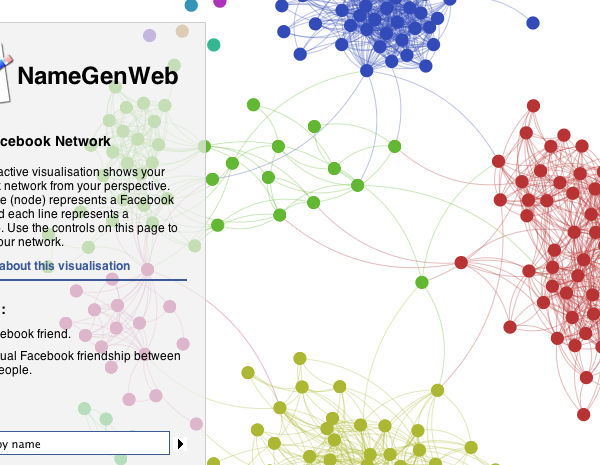 NameGenWeb
cebook Network
active visualisation shows your
network from your perspective.
e (node) represents a Facebook
d each line represents a
. Use the controls on this page to
our network.
about this visualisation
:
ebook friend.
ual Facebook friendship between
eople.
by name